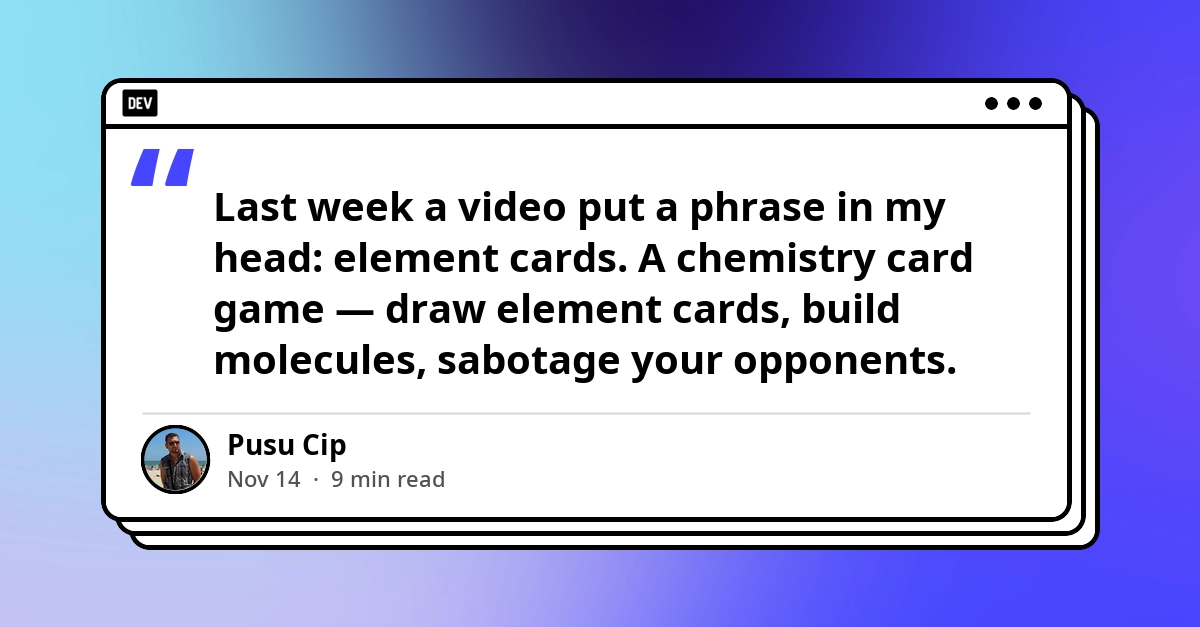 DEV
“
Last week a video put a phrase in my
head: element cards. A chemistry card
game — draw element cards, build
molecules, sabotage your opponents.
Pusu Cip
Nov 14 · 9 min read